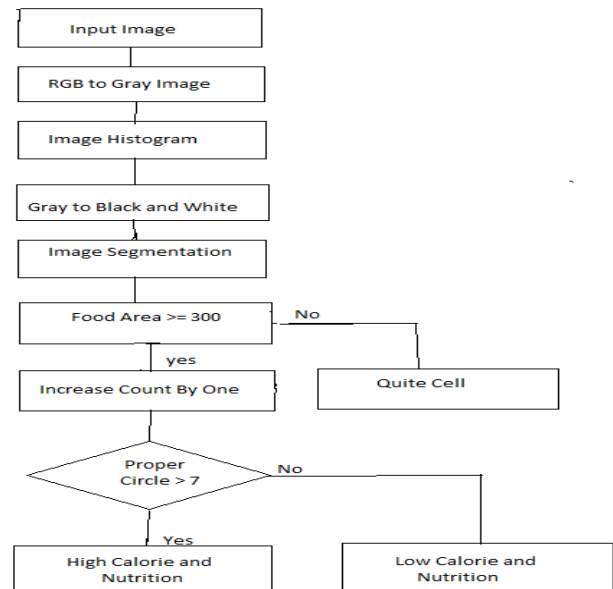 Input Image
RGB to Gray Image
Image Histogram
Gray to Black and White
Image Segmentation
Food Area >= 300
No
yes
Increase Count By One
Quite Cell
Proper
Circle > 7
No
Yes
High Calorie and
Nutrition
Low Calorie and
Nutrition